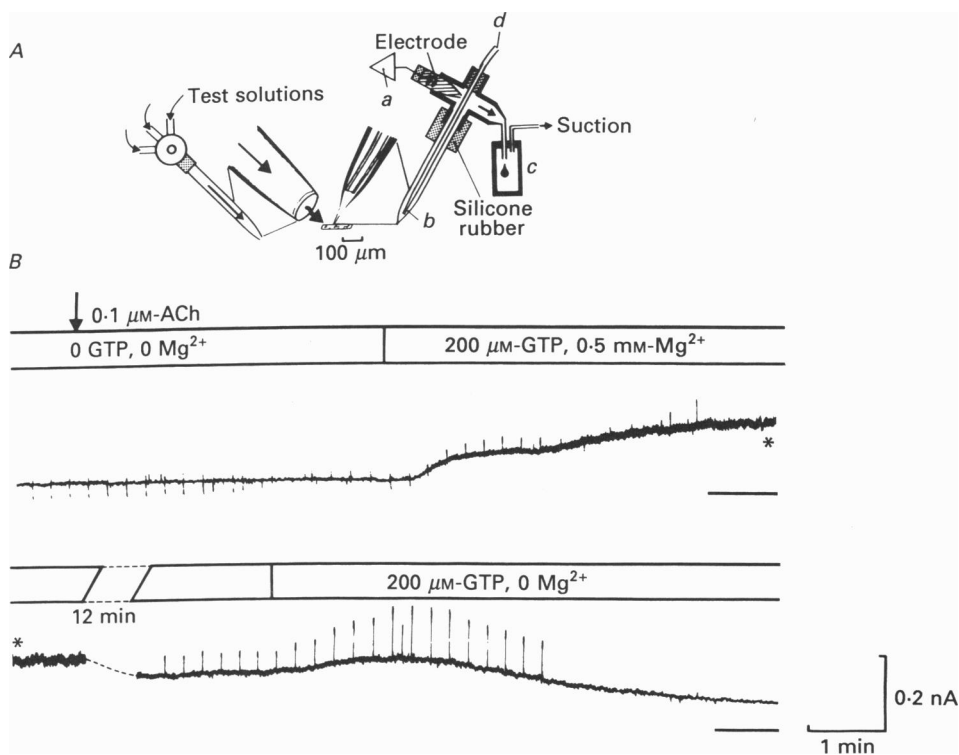 A
Electrode
d
a
Test solutions
Suction
c
b
Silicone
rubber
100 μm
B
0·1 μM-ACh
0 GTP, 0 Mg²⁺
200 μM-GTP, 0·5 mM-Mg²⁺
*
200 μM-GTP, 0 Mg²⁺
12 min
*
0·2 nA
1 min